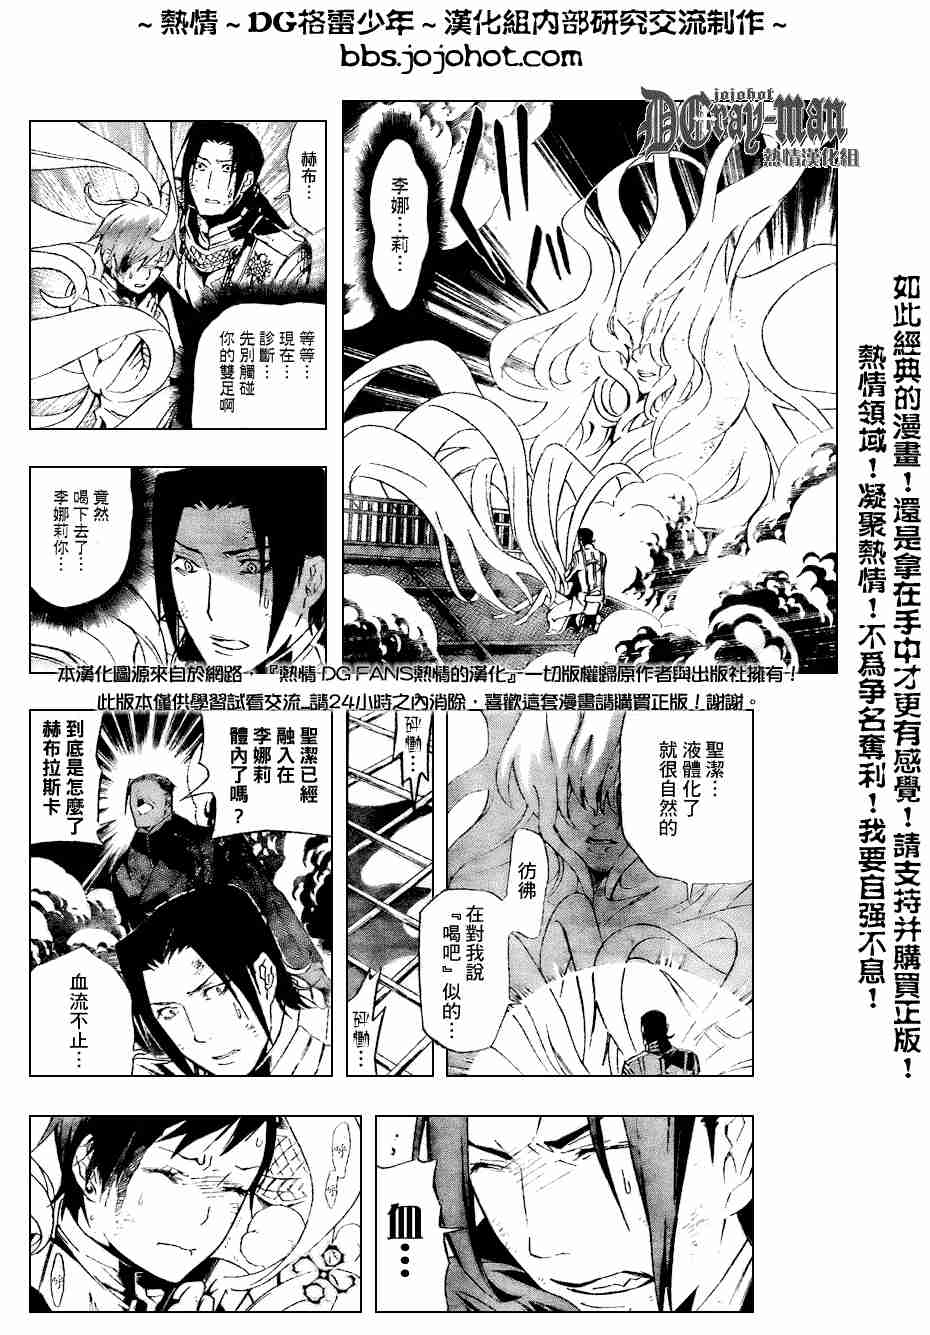 ～熱情～DG葛雷少年～漢化組內部研究交流制作～
bbs.jojohot.com
jojohot
DGray-man
熱情漢化組
李娜…莉…
赫布…
等等…
現在…
診斷…
先別觸碰
你的雙足啊
竟然
喝下去了…
李娜莉你…
本漢化圖源來自於網路，『熱情 DG FANS熱情的漢化』一切版權歸原作者與出版社擁有！
此版本僅供學習試看交流 請24小時之內消除，喜歡這套漫畫請購買正版！謝謝。
聖潔…
液體化了
就很自然的
彷彿
在對我說
『喝吧』似的…
聖潔已經
融入在
李娜莉
體內了嗎？
到底是怎麼了
赫布拉斯卡
血流不止…
血…
如此經典的漫畫！還是拿在手中才更有感覺！請支持并購買正版！
熱情領域！凝聚熱情！不為爭名奪利！我要自强不息！